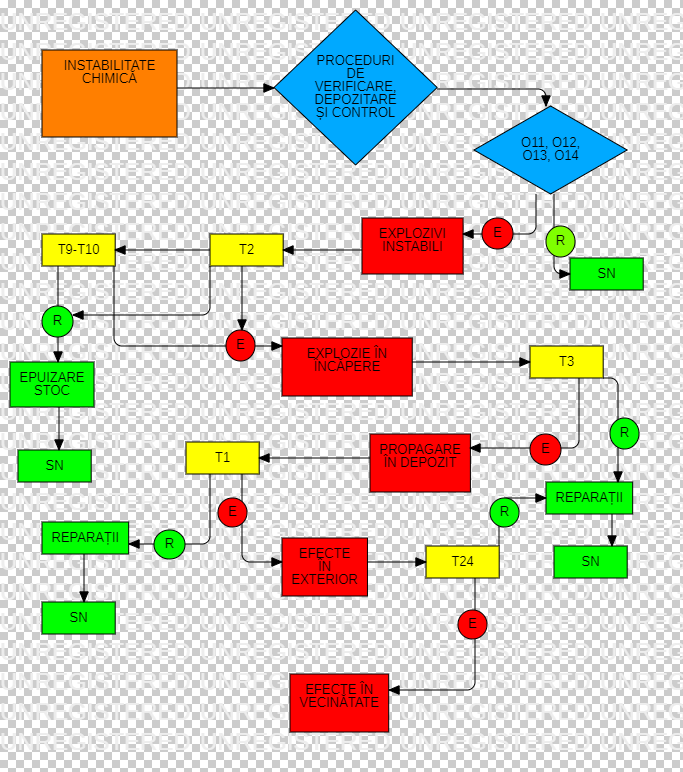 INSTABILITATE
CHIMICĂ
PROCEDURI
DE
VERIFICARE,
DEPOZITARE
ȘI CONTROL
O11, O12,
O13, O14
E
R
SN
EXPLOZIVI
INSTABILI
T2
T9-T10
R
E
EPUIZARE
STOC
SN
EXPLOZIE ÎN
ÎNCĂPERE
T3
R
E
PROPAGARE
ÎN DEPOZIT
T1
REPARAȚII
SN
R
E
REPARAȚII
R
SN
EFECTE
ÎN
EXTERIOR
T24
SN
E
EFECTE ÎN
VECINĂTATE